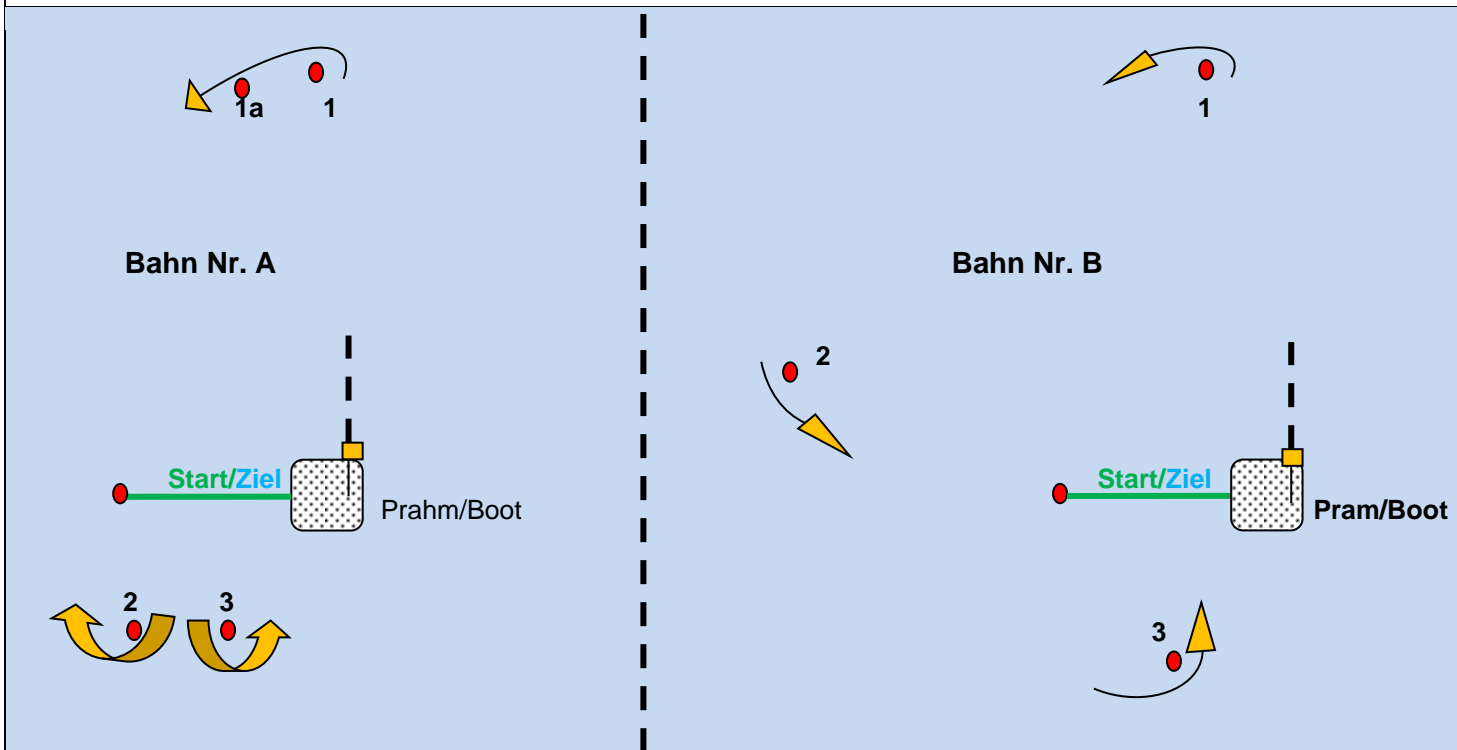 1a
1
Bahn Nr. A
Start/Ziel
Prahm/Boot
2
3
1
Bahn Nr. B
2
Start/Ziel
Pram/Boot
3